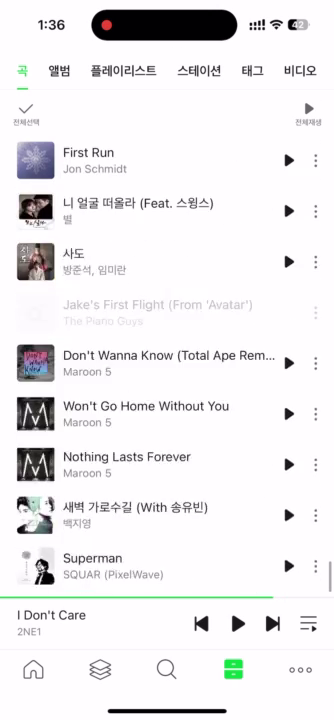 1:36
42
곡 앨범 플레이리스트 스테이션 태그 비디오
전체선택 전체재생
First Run
Jon Schmidt
니 얼굴 떠올라 (Feat. 스윙스)
별
사도
방준석, 임미란
Jake's First Flight (From 'Avatar')
The Piano Guys
Don't Wanna Know (Total Ape Rem...
Maroon 5
Won't Go Home Without You
Maroon 5
Nothing Lasts Forever
Maroon 5
새벽 가로수길 (With 송유빈)
백지영
Superman
SQUAR (PixelWave)
I Don't Care
2NE1